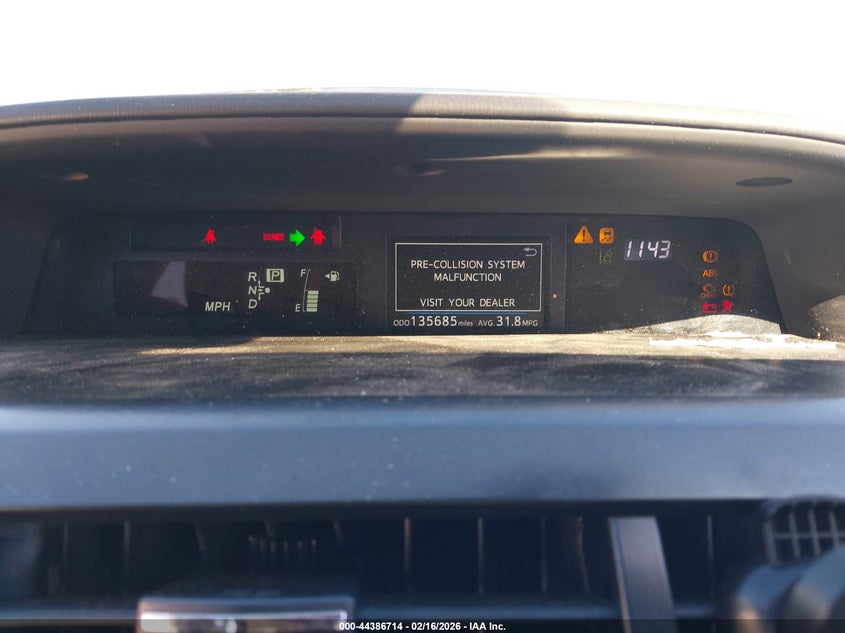 BRAKE
PRE-COLLISION SYSTEM
MALFUNCTION
VISIT YOUR DEALER
ODO 135685 miles AVG. 31.8 MPG
R P
N
D
MPH
F
E
1143
ABS
000-44386714 - 02/16/2026 - IAA Inc.